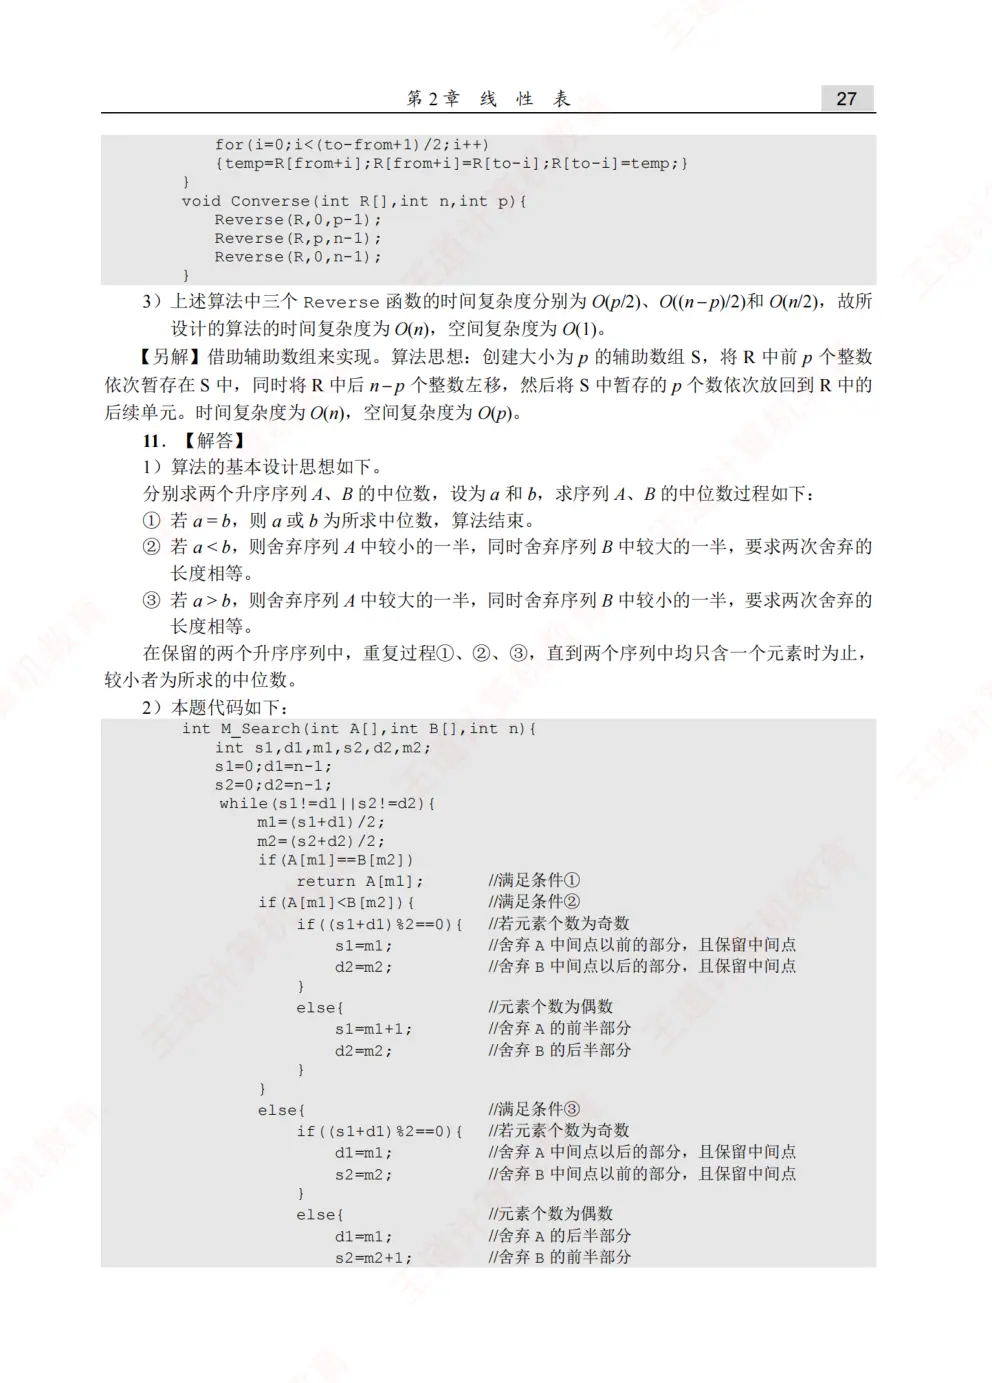 第2章 线 性 表 27
for(i=0;i<(to-from+1)/2;i++)
{temp=R[from+i];R[from+i]=R[to-i];R[to-i]=temp;}
}
void Converse(int R[],int n,int p){
Reverse(R,0,p-1);
Reverse(R,p,n-1);
Reverse(R,0,n-1);
}
3）上述算法中三个 Reverse 函数的时间复杂度分别为 O(p/2)、O((n−p)/2)和 O(n/2)，故所
设计的算法的时间复杂度为 O(n)，空间复杂度为 O(1)。
【另解】借助辅助数组来实现。算法思想：创建大小为 p 的辅助数组 S，将 R 中前 p 个整数
依次暂存在 S 中，同时将 R 中后 n−p 个整数左移，然后将 S 中暂存的 p 个数依次放回到 R 中的
后续单元。时间复杂度为 O(n)，空间复杂度为 O(p)。
11．【解答】
1）算法的基本设计思想如下。
分别求两个升序序列 A、B 的中位数，设为 a 和 b，求序列 A、B 的中位数过程如下：
① 若 a = b，则 a 或 b 为所求中位数，算法结束。
② 若 a < b，则舍弃序列 A 中较小的一半，同时舍弃序列 B 中较大的一半，要求两次舍弃的
长度相等。
③ 若 a > b，则舍弃序列 A 中较大的一半，同时舍弃序列 B 中较小的一半，要求两次舍弃的
长度相等。
在保留的两个升序序列中，重复过程①、②、③，直到两个序列中均只含一个元素时为止，
较小者为所求的中位数。
2）本题代码如下：
int M_Search(int A[],int B[],int n){
int s1,d1,m1,s2,d2,m2;
s1=0;d1=n-1;
s2=0;d2=n-1;
while(s1!=d1||s2!=d2){
m1=(s1+d1)/2;
m2=(s2+d2)/2;
if(A[m1]==B[m2])
return A[m1]; //满足条件①
if(A[m1]<B[m2]){ //满足条件②
if((s1+d1)%2==0){ //若元素个数为奇数
s1=m1; //舍弃 A 中间点以前的部分，且保留中间点
d2=m2; //舍弃 B 中间点以后的部分，且保留中间点
}
else{ //元素个数为偶数
s1=m1+1; //舍弃 A 的前半部分
d2=m2; //舍弃 B 的后半部分
}
}
else{ //满足条件③
if((s1+d1)%2==0){ //若元素个数为奇数
d1=m1; //舍弃 A 中间点以后的部分，且保留中间点
s2=m2; //舍弃 B 中间点以前的部分，且保留中间点
}
else{ //元素个数为偶数
d1=m1; //舍弃 A 的后半部分
s2=m2+1; //舍弃 B 的前半部分